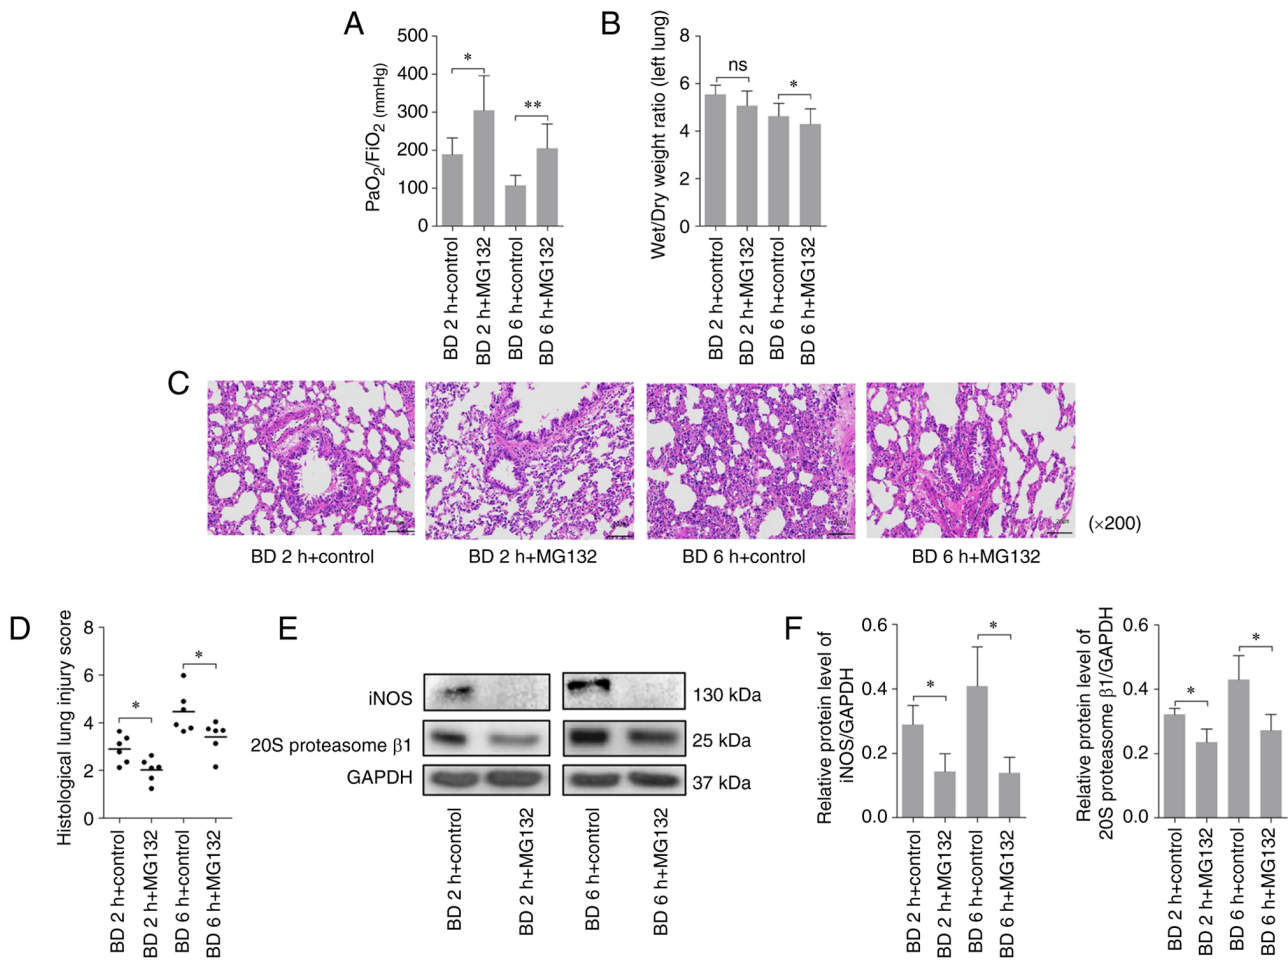 A
PaO2/FiO2 (mmHg)
500
400
300
200
100
0
*
**
BD 2 h+control
BD 2 h+MG132
BD 6 h+control
BD 6 h+MG132
B
Wet/Dry weight ratio (left lung)
8
6
4
2
0
ns
*
BD 2 h+control
BD 2 h+MG132
BD 6 h+control
BD 6 h+MG132
C
(×200)
BD 2 h+control
BD 2 h+MG132
BD 6 h+control
BD 6 h+MG132
D
Histological lung injury score
8
6
4
2
0
*
*
BD 2 h+control
BD 2 h+MG132
BD 6 h+control
BD 6 h+MG132
E
iNOS
130 kDa
20S proteasome β1
25 kDa
GAPDH
37 kDa
BD 2 h+control
BD 2 h+MG132
BD 6 h+control
BD 6 h+MG132
F
Relative protein level of
iNOS/GAPDH
0.6
0.4
0.2
0.0
*
*
BD 2 h+control
BD 2 h+MG132
BD 6 h+control
BD 6 h+MG132
Relative protein level of
20S proteasome β1/GAPDH
0.6
0.4
0.2
0.0
*
*
BD 2 h+control
BD 2 h+MG132
BD 6 h+control
BD 6 h+MG132